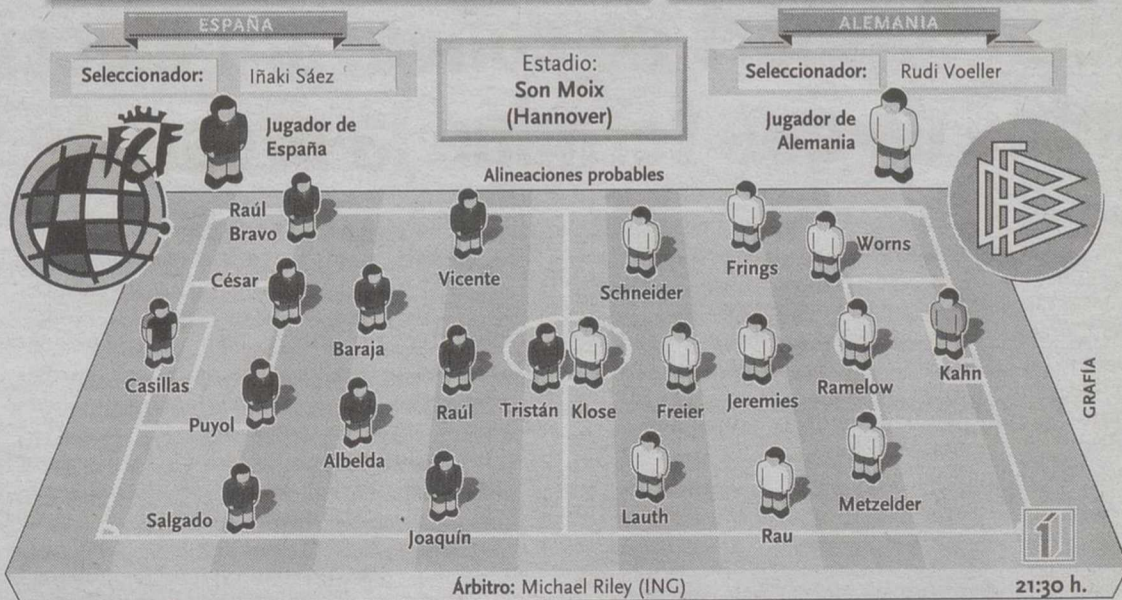 ESPAÑA
Seleccionador: Iñaki Sáez
Estadio:
Son Moix
(Hannover)
ALEMANIA
Seleccionador: Rudi Voeller
Jugador de
España
Jugador de
Alemania
Alineaciones probables
Raúl
Bravo
César
Casillas
Puyol
Salgado
Baraja
Albelda
Vicente
Raúl
Joaquín
Tristán
Klose
Schneider
Freier
Lauth
Frings
Jeremies
Rau
Worns
Ramelow
Metzelder
Kahn
GRAFÍA
1
Árbitro: Michael Riley (ING)
21:30 h.